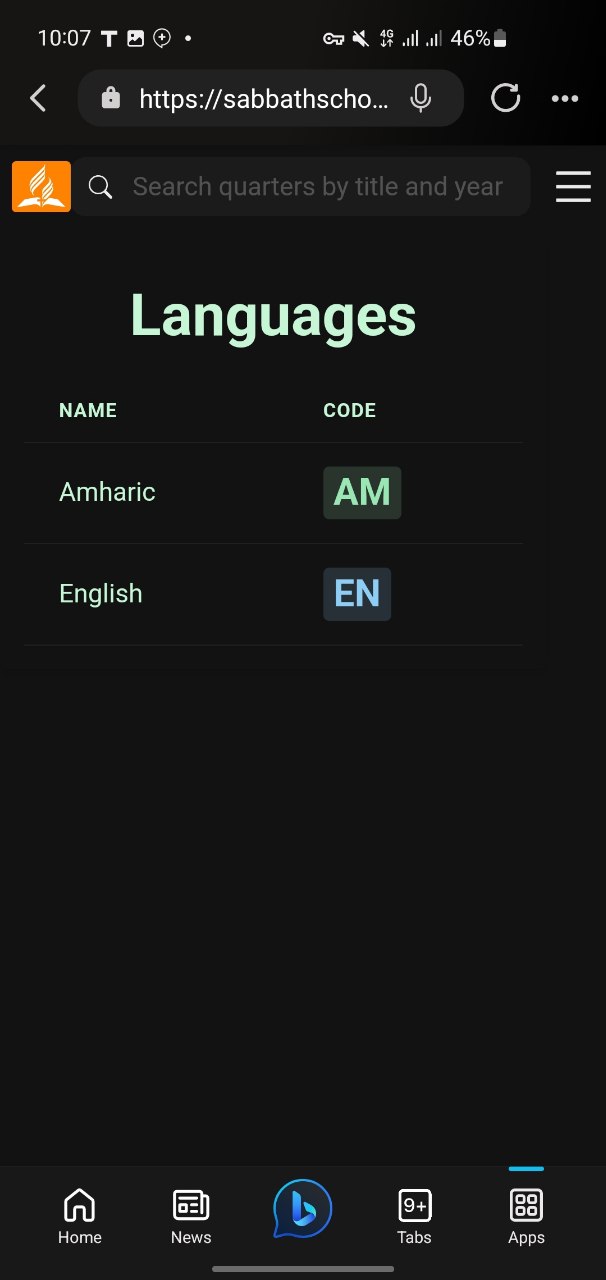 10:07 4G 46%
https://sabbathscho...
Search quarters by title and year
Languages
NAME CODE
Amharic AM
English EN
9+
Home News Tabs Apps